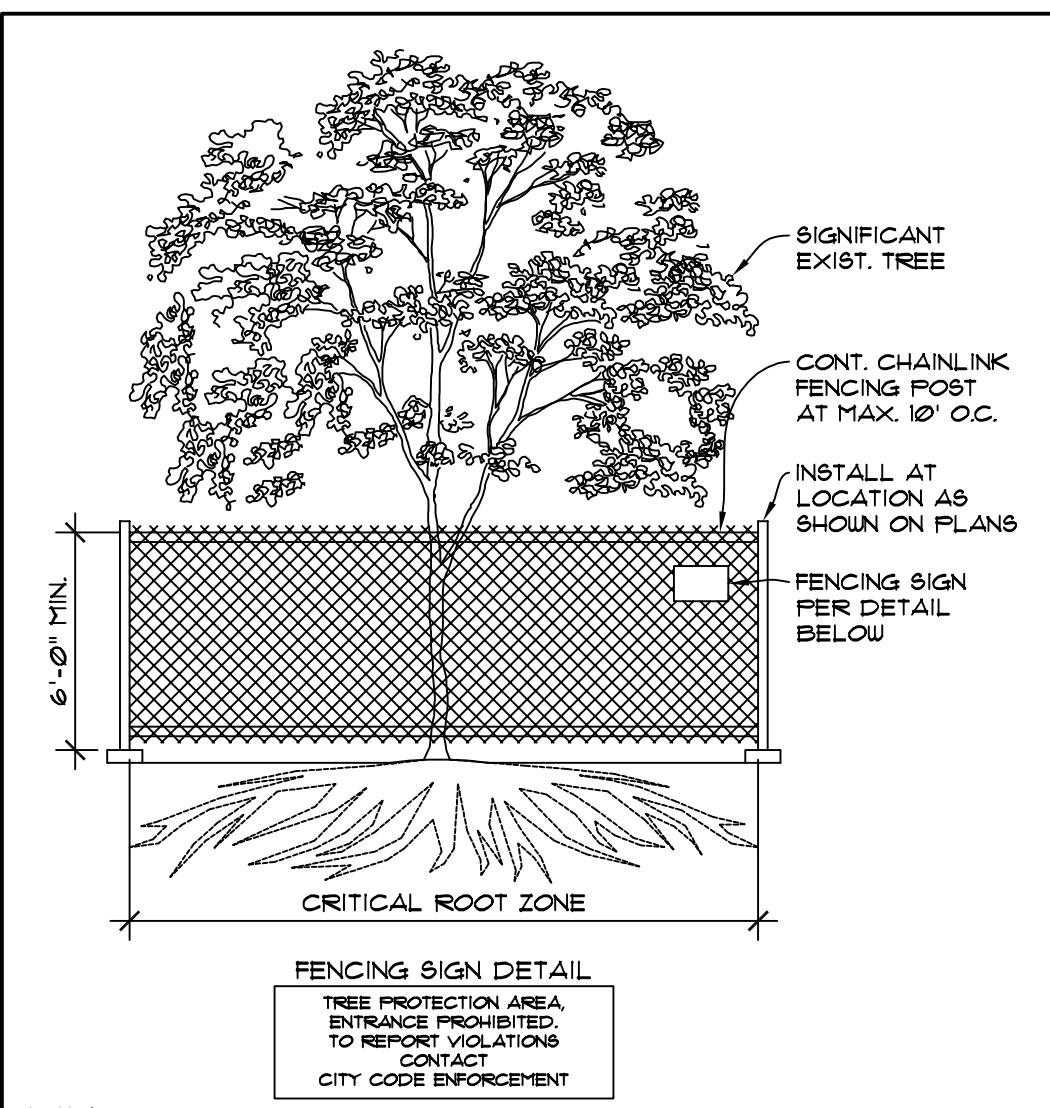 SIGNIFICANT
EXIST. TREE
CONT. CHAINLINK
FENCING POST
AT MAX. 10' O.C.
INSTALL AT
LOCATION AS
SHOWN ON PLANS
FENCING SIGN
PER DETAIL
BELOW
6'-0" MIN.
CRITICAL ROOT ZONE
FENCING SIGN DETAIL
TREE PROTECTION AREA,
ENTRANCE PROHIBITED.
TO REPORT VIOLATIONS
CONTACT
CITY CODE ENFORCEMENT